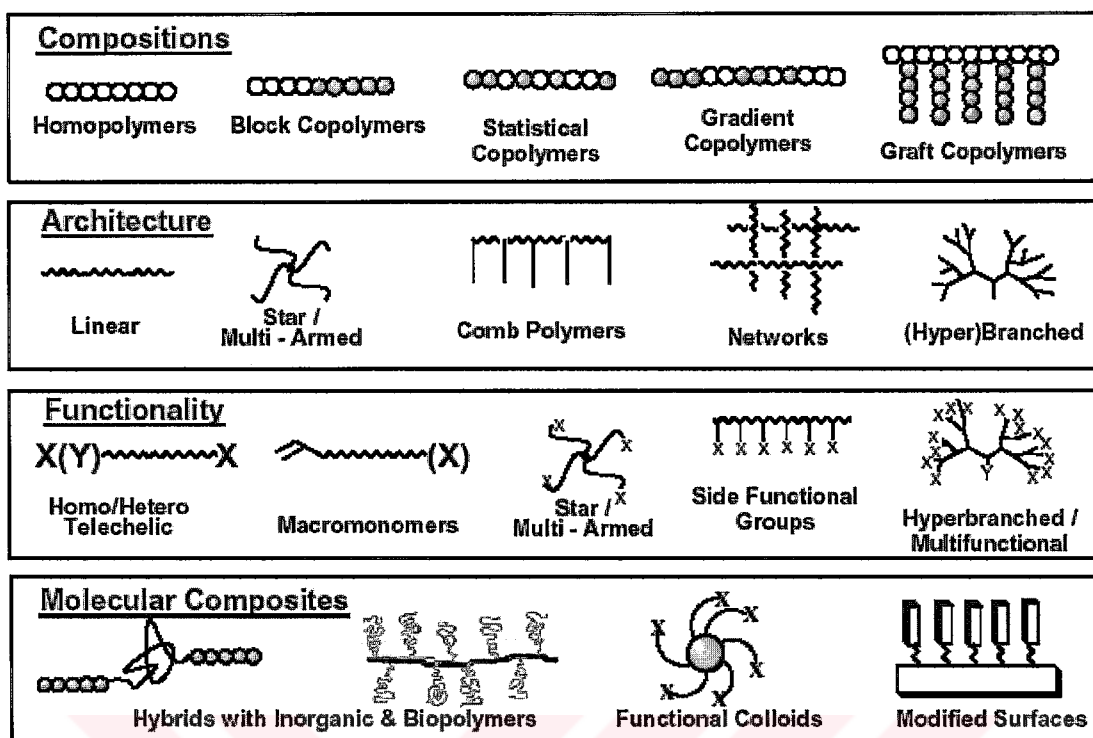 Compositions
Homopolymers
Block Copolymers
Statistical
Copolymers
Gradient
Copolymers
Graft Copolymers
Architecture
Linear
Star /
Multi - Armed
Comb Polymers
Networks
(Hyper)Branched
Functionality
X(Y) X
Homo/Hetero
Telechelic
(X)
Macromonomers
X X X X
Star /
Multi - Armed
X X X X X X
Side Functional
Groups
Y
Hyperbranched /
Multifunctional
Molecular Composites
Hybrids with Inorganic & Biopolymers
X X X X X X
Functional Colloids
Modified Surfaces